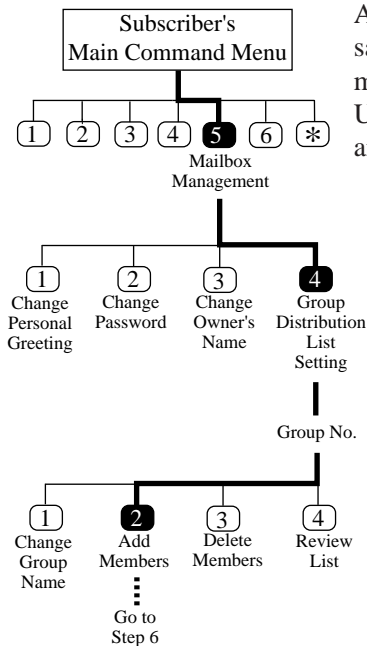 Subscriber's
Main Command Menu
1 2 3 4 5 6 *
Mailbox
Management
1 2 3 4
Change
Personal
Greeting
Change
Password
Change
Owner's
Name
Group
Distribution
List
Setting
Group No.
1 2 3 4
Change
Group
Name
Add
Members
Delete
Members
Review
List
Go to
Step 6